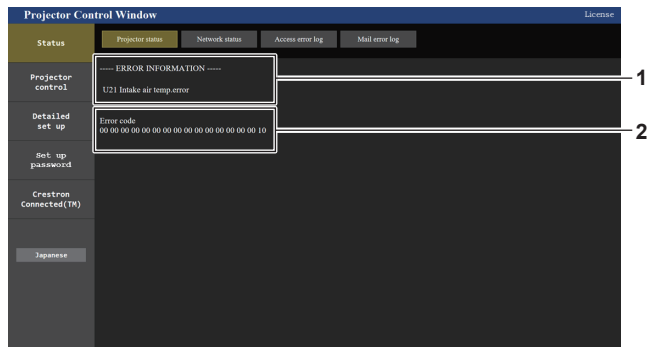 Projector Control Window
License
Status
Projector status
Network status
Access error log
Mail error log
----- ERROR INFORMATION -----
U21 Intake air temp.error
1
Error code
00 00 00 00 00 00 00 00 00 00 00 00 00 00 00 10
2
Projector
control
Detailed
set up
Set up
password
Crestron
Connected(TM)
Japanese